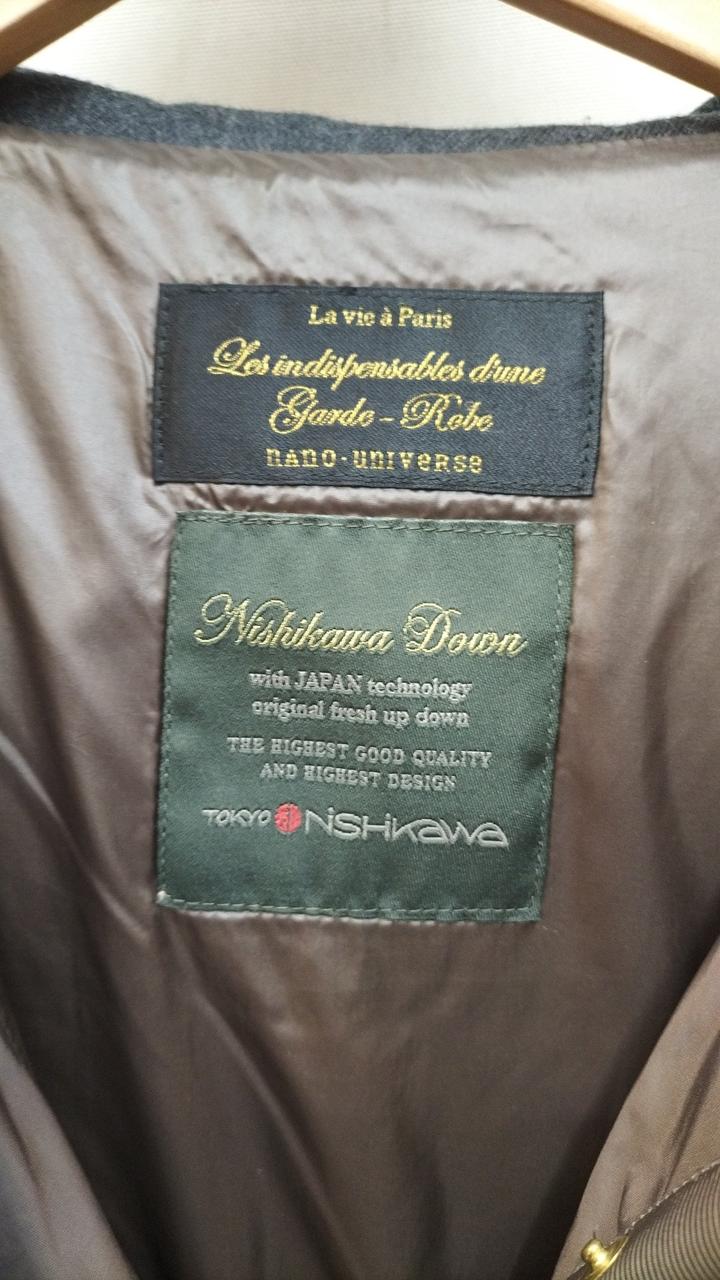 La vie à Paris
Les indispensables d'une
Garde - Robe
nano·universe
Nishikawa Down
with JAPAN technology
original fresh up down
THE HIGHEST GOOD QUALITY
AND HIGHEST DESIGN
TOKYO NiSHiKaWa